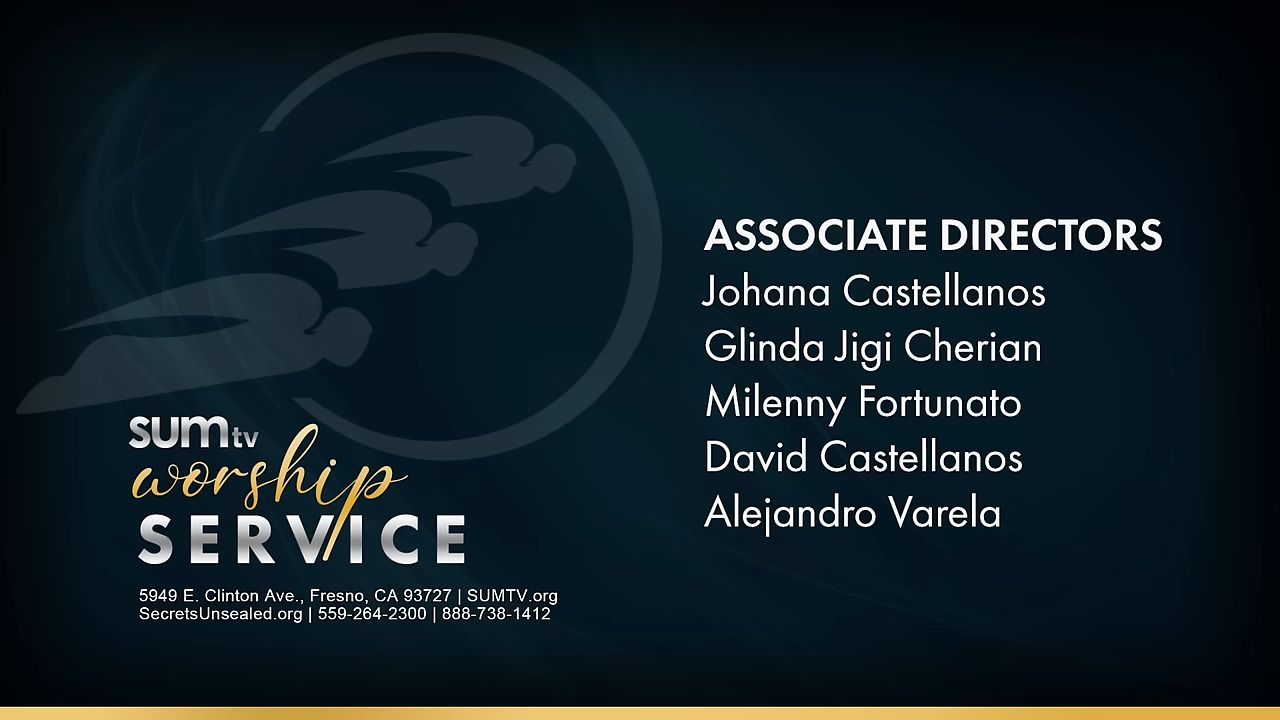 ASSOCIATE DIRECTORS
Johana Castellanos
Glinda Jigi Cherian
Milenny Fortunato
David Castellanos
Alejandro Varela
sumtv
worship
SERVICE
5949 E. Clinton Ave., Fresno, CA 93727 | SUMTV.org
SecretsUnsealed.org | 559-264-2300 | 888-738-1412